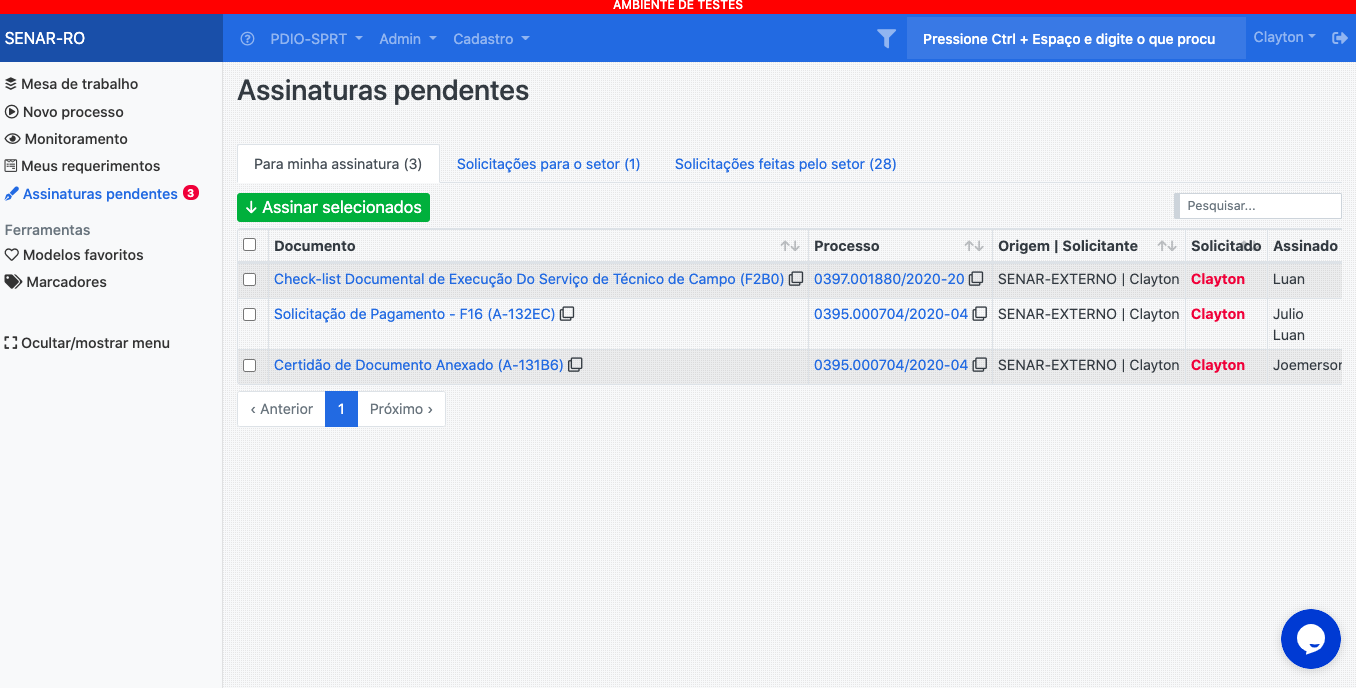 AMBIENTE DE TESTES
SENAR-RO
PDIO-SPRT
Admin
Cadastro
Pressione Ctrl + Espaço e digite o que procu
Clayton
Mesa de trabalho
Novo processo
Monitoramento
Meus requerimentos
Assinaturas pendentes 3
Ferramentas
Modelos favoritos
Marcadores
Ocultar/mostrar menu
Assinaturas pendentes
Para minha assinatura (3)
Solicitações para o setor (1)
Solicitações feitas pelo setor (28)
Assinar selecionados
Pesquisar...
Documento
Processo
Origem | Solicitante
Solicitado
Assinado
Check-list Documental de Execução Do Serviço de Técnico de Campo (F2B0)
0397.001880/2020-20
SENAR-EXTERNO | Clayton
Clayton
Luan
Solicitação de Pagamento - F16 (A-132EC)
0395.000704/2020-04
SENAR-EXTERNO | Clayton
Clayton
Julio
Luan
Certidão de Documento Anexado (A-131B6)
0395.000704/2020-04
SENAR-EXTERNO | Clayton
Clayton
Joemerson
‹ Anterior
1
Próximo ›